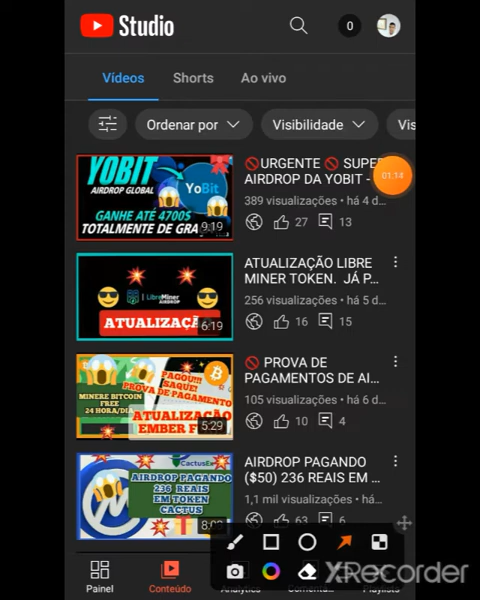 Studio
0
Vídeos Shorts Ao vivo
Ordenar por Visibilidade Vis
YOBIT
AIRDROP GLOBAL
YoBit
GANHE ATÉ 4700$
TOTALMENTE DE GRA
9:19
🚫URGENTE 🚫 SUPE
AIRDROP DA YOBIT -
389 visualizações • há 4 d...
27 13
01:14
LibreMiner
AIRDROP
ATUALIZAÇÃ
6:19
ATUALIZAÇÃO LIBRE
MINER TOKEN. JÁ P...
256 visualizações • há 5 d...
16 15
PAGOU!!!
SAQUE!
PROVA DE PAGAMENTO
MINERE BITCOIN
FREE
24 HORA/DIA
ATUALIZAÇÃO
EMBER F
5:29
🚫 PROVA DE
PAGAMENTOS DE AI...
105 visualizações • há 6 d...
10 4
CactusEx
AIRDROP PAGANDO
236 REAIS
EM TOKEN
CACTUS
AIRDROP PAGANDO
($50) 236 REAIS EM ...
1,1 mil visualizações • há...
63 6
Painel Conteúdo Analytics
XRecorder